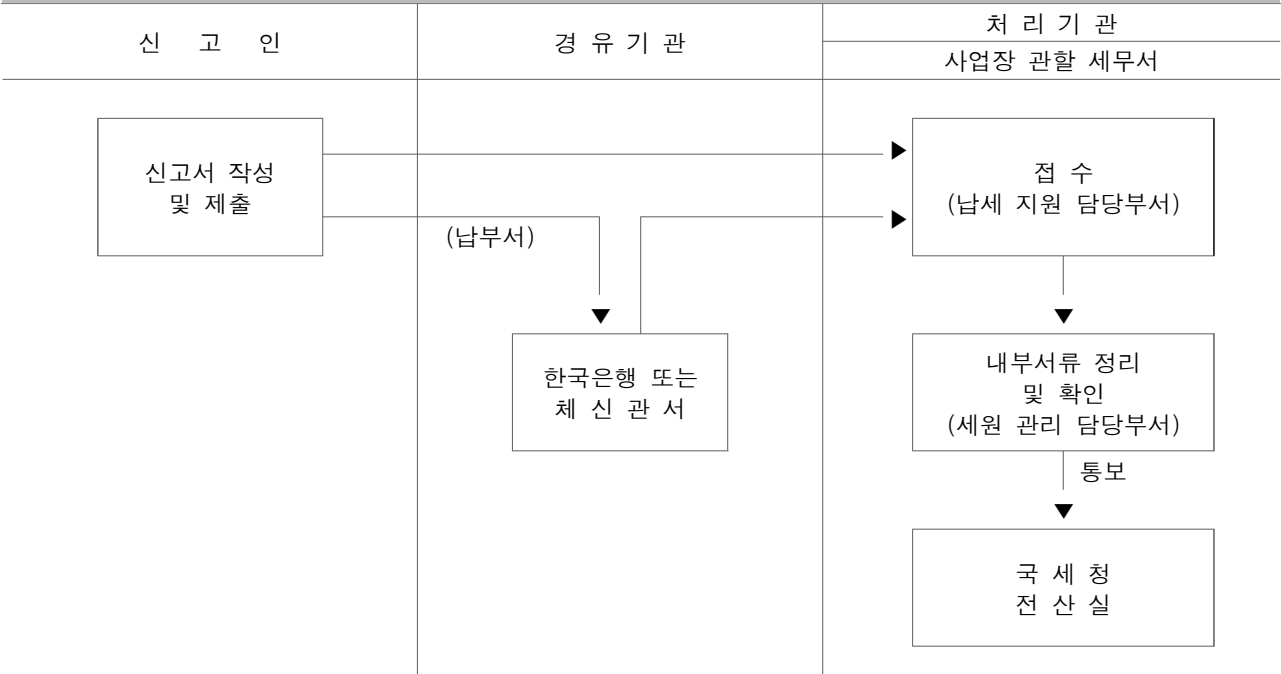 신 고 인
경 유 기 관
처 리 기 관
사업장 관할 세무서
신고서 작성
및 제출
(납부서)
한국은행 또는
체 신 관 서
접 수
(납세 지원 담당부서)
내부서류 정리
및 확인
(세원 관리 담당부서)
통보
국 세 청
전 산 실